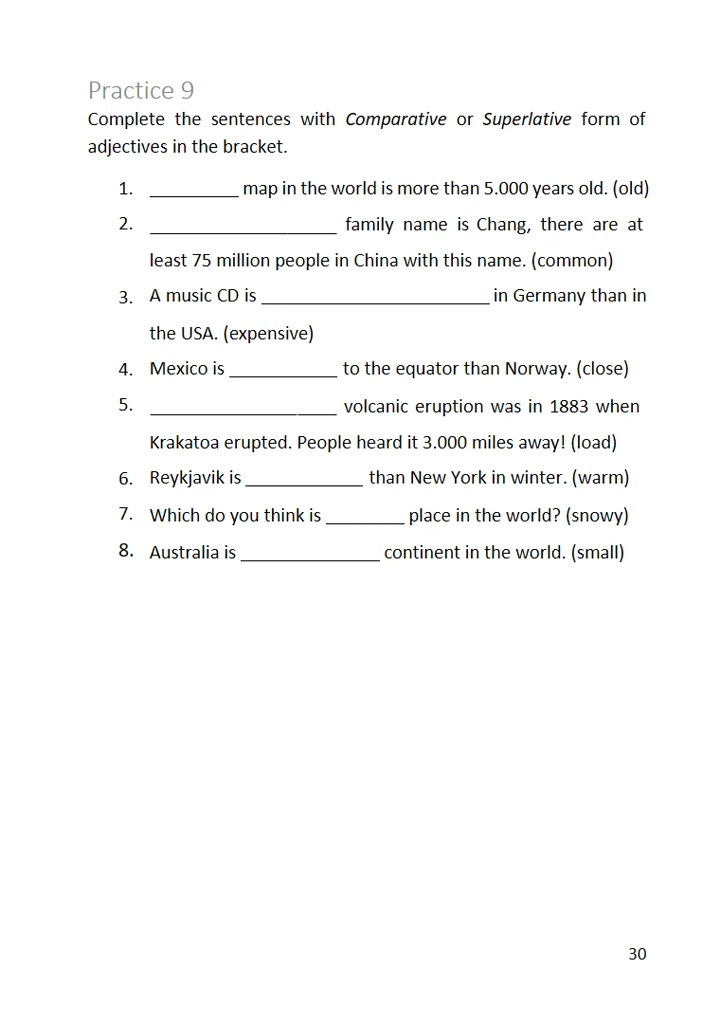 Practice 9
Complete the sentences with Comparative or Superlative form of
adjectives in the bracket.
1. _________ map in the world is more than 5.000 years old. (old)
2. ___________________ family name is Chang, there are at
least 75 million people in China with this name. (common)
3. A music CD is _______________________ in Germany than in
the USA. (expensive)
4. Mexico is ___________ to the equator than Norway. (close)
5. ___________________ volcanic eruption was in 1883 when
Krakatoa erupted. People heard it 3.000 miles away! (load)
6. Reykjavik is ____________ than New York in winter. (warm)
7. Which do you think is ________ place in the world? (snowy)
8. Australia is ______________ continent in the world. (small)
30